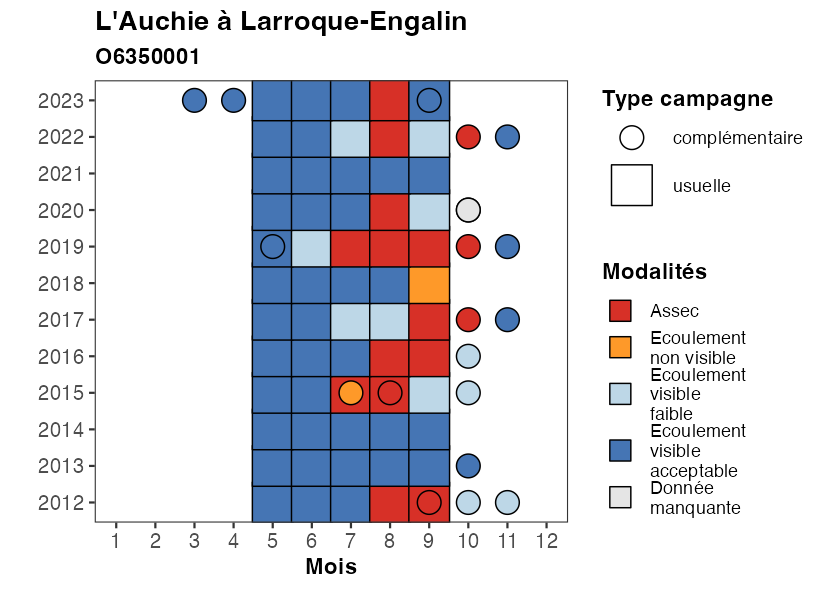 L'Auchie à Larroque-Engalin
O6350001
2023
2022
2021
2020
2019
2018
2017
2016
2015
2014
2013
2012
1 2 3 4 5 6 7 8 9 10 11 12
Mois
Type campagne
complémentaire
usuelle
Modalités
Assec
Ecoulement
non visible
Ecoulement
visible
faible
Ecoulement
visible
acceptable
Donnée
manquante